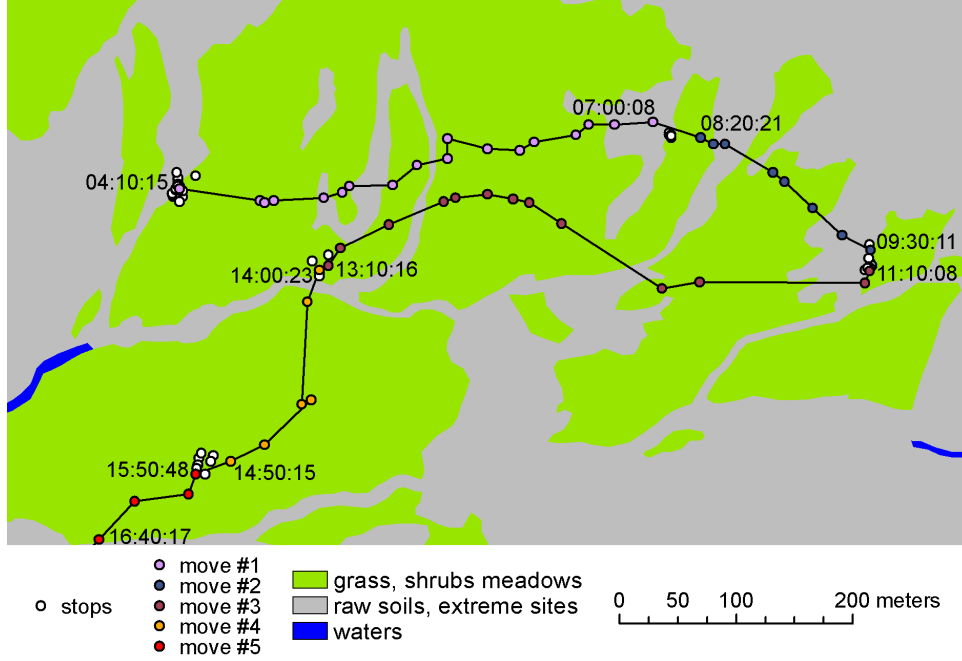 07:00:08
08:20:21
04:10:15
09:30:11
14:00:23 13:10:16
11:10:08
15:50:48 14:50:15
16:40:17
stops
move #1
move #2
move #3
move #4
move #5
grass, shrubs meadows
raw soils, extreme sites
waters
0 50 100 200 meters